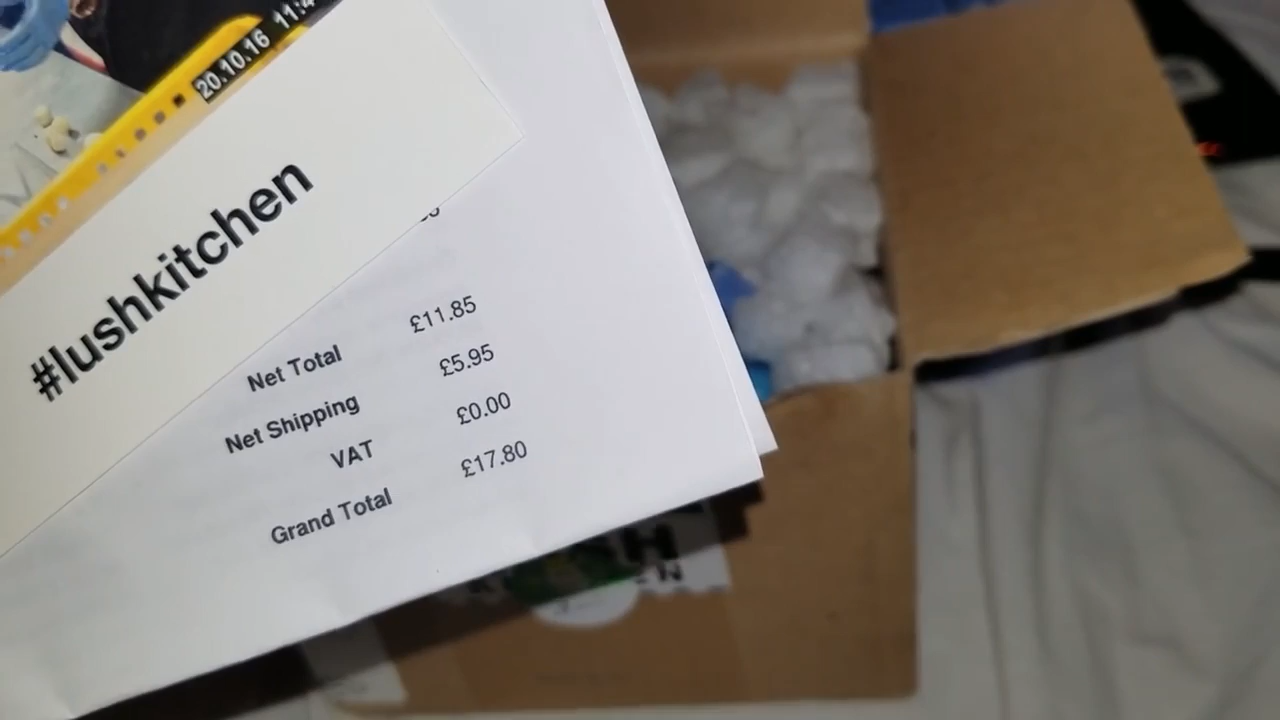 20.10.16
#lushkitchen
Net Total £11.85
Net Shipping £5.95
VAT £0.00
Grand Total £17.80